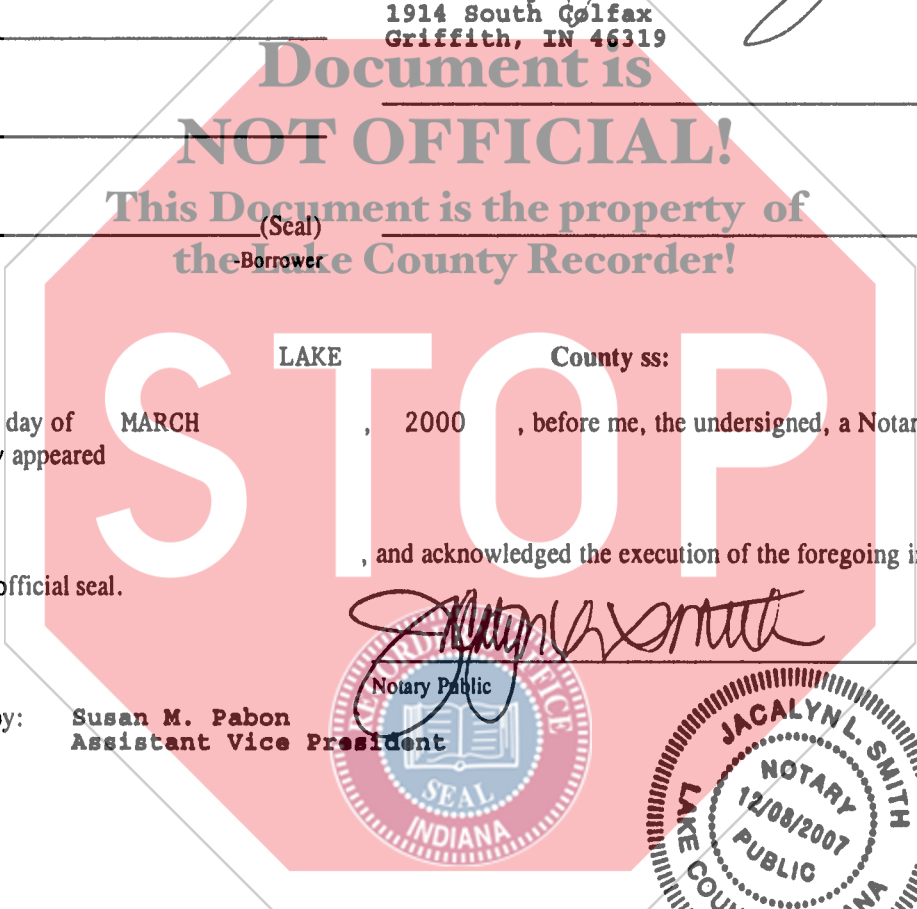 1914 South Colfax
Griffith, IN 46319
Document is
NOT OFFICIAL!
This Document is the property of
the Lake County Recorder!
(Seal)
-Borrower
STOP
LAKE County ss:
day of MARCH , 2000 , before me, the undersigned, a Notar
appeared
, and acknowledged the execution of the foregoing
official seal.
Notary Public
y: Susan M. Pabon
Assistant Vice President
RECORDER'S OFFICE
SEAL
INDIANA
JACALYN L. SMITH
NOTARY
12/08/2007
PUBLIC
LAKE COUN